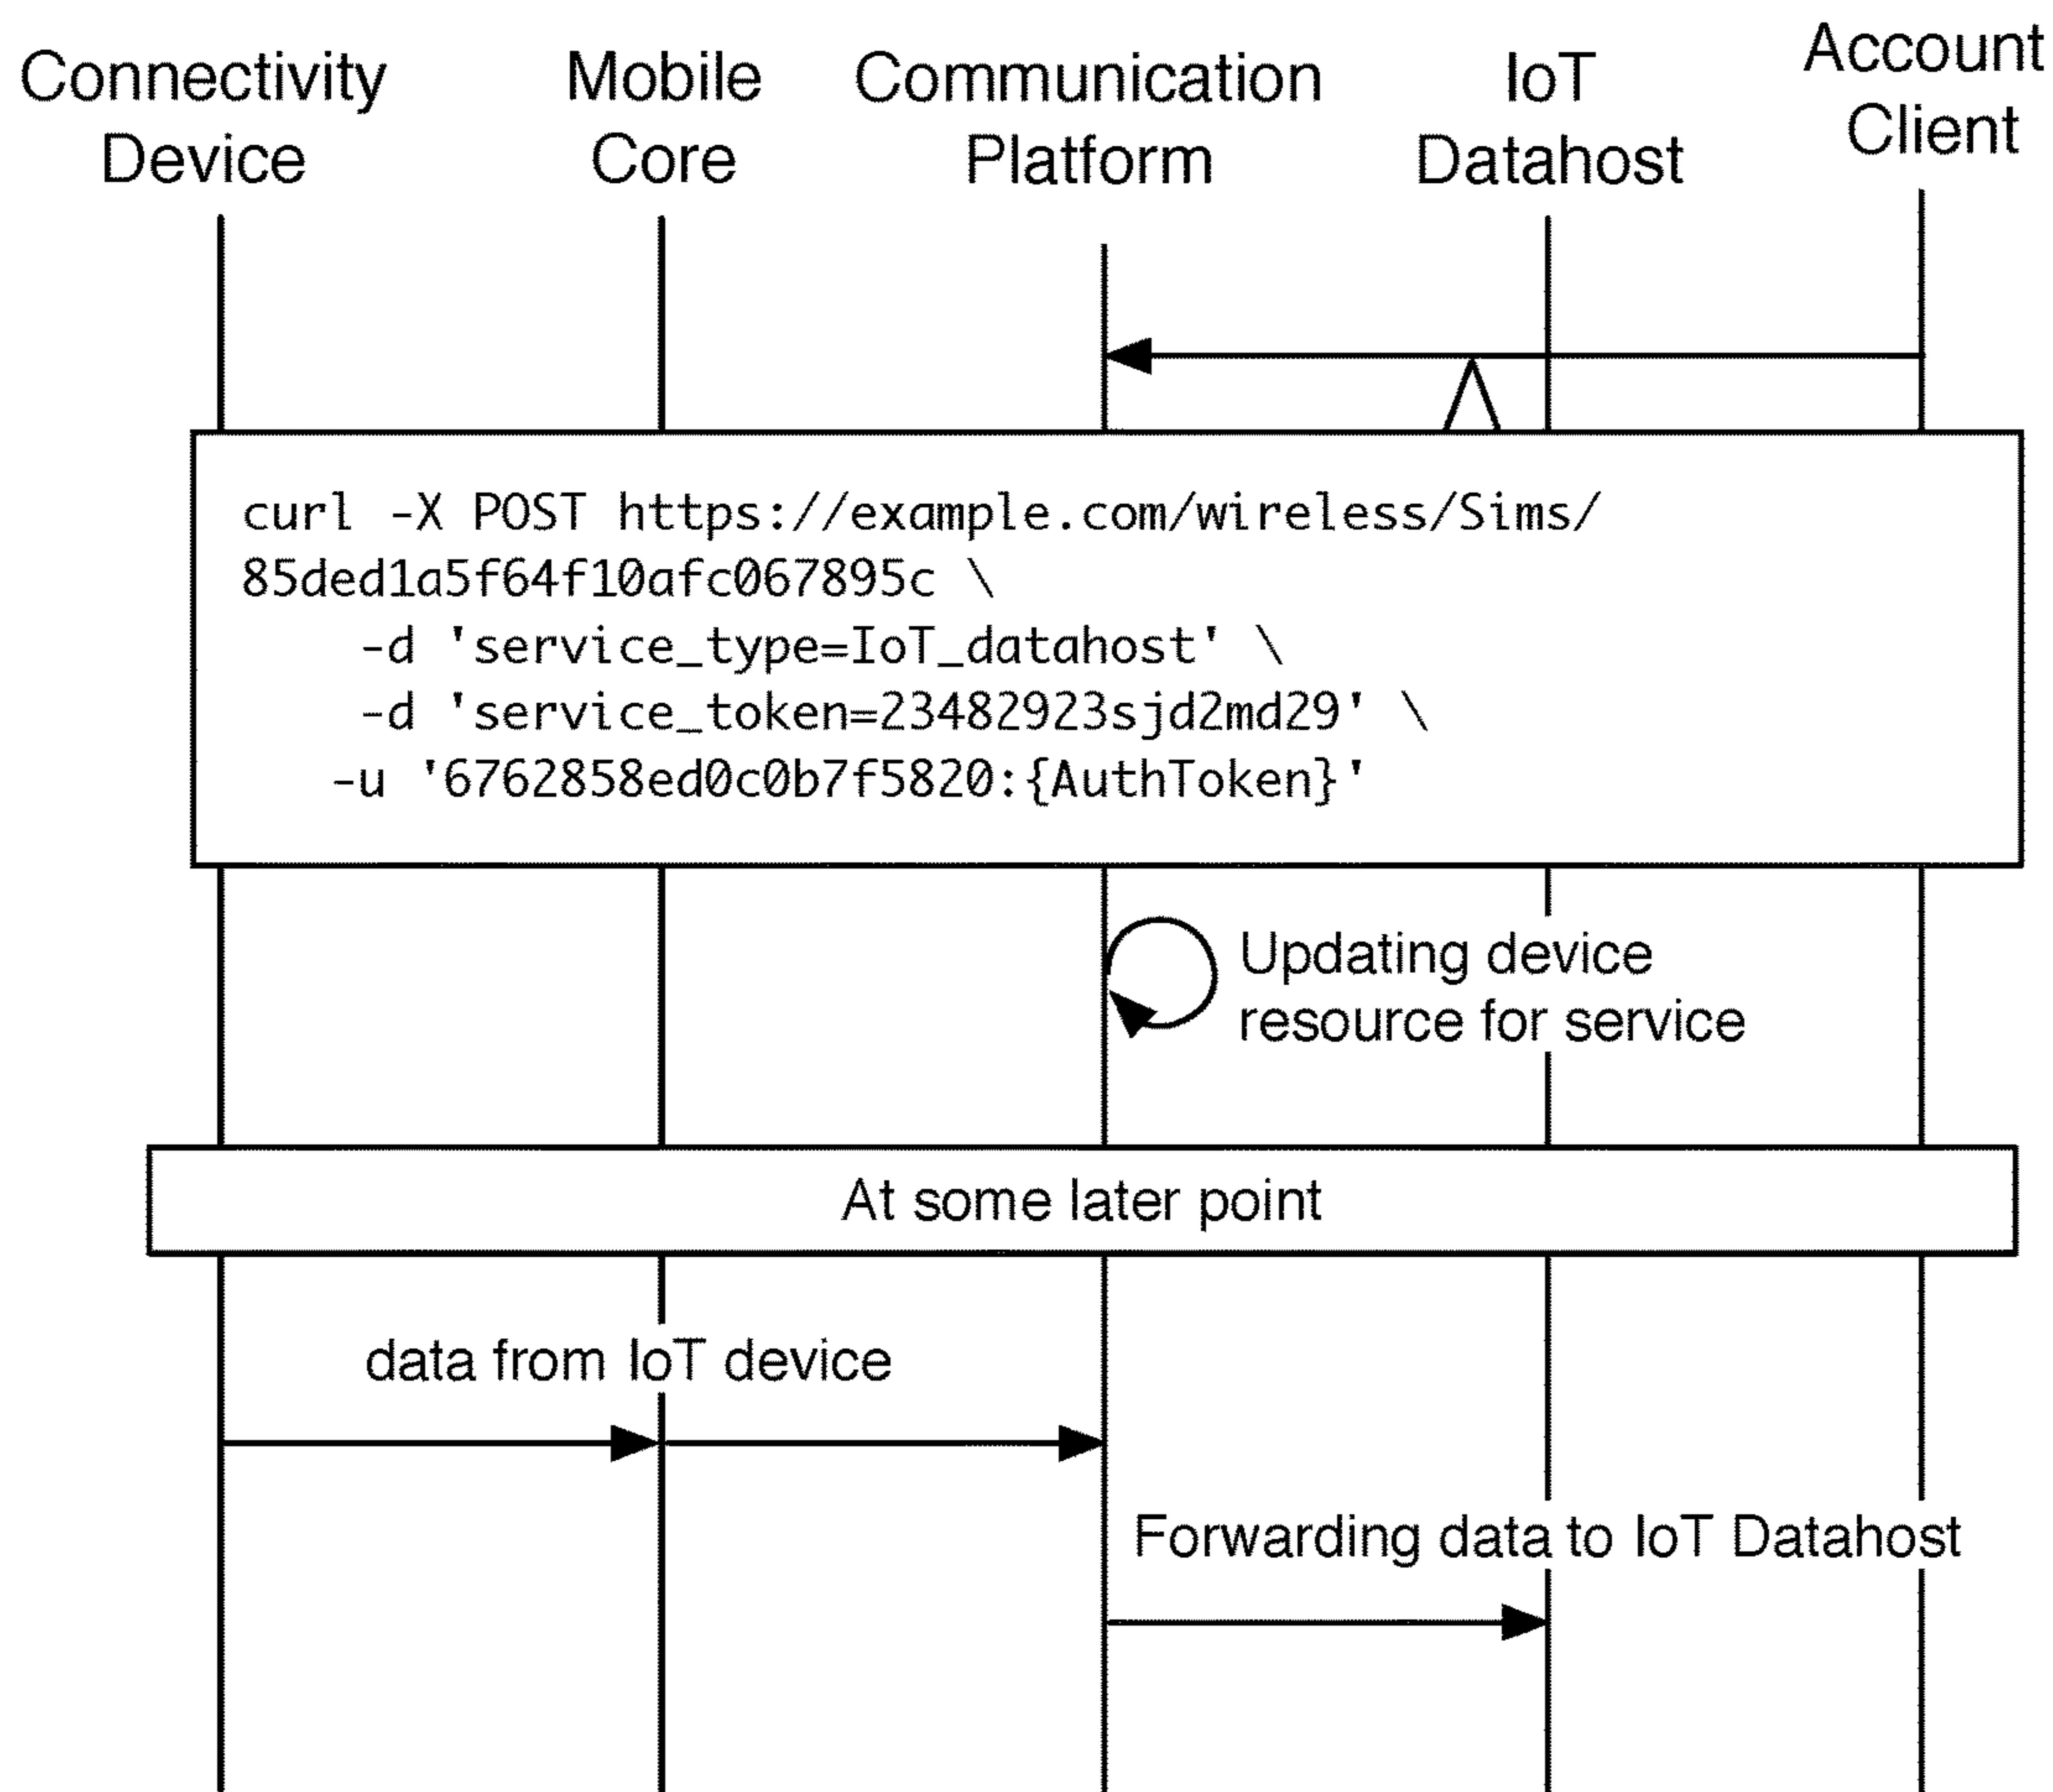 Connectivity
Device
Mobile
Core
Communication
Platform
IoT
Datahost
Account
Client
curl -X POST https://example.com/wireless/Sims/
85ded1a5f64f10afc067895c \
-d 'service_type=IoT_datahost' \
-d 'service_token=23482923sjd2md29' \
-u '6762858ed0c0b7f5820:{AuthToken}'
Updating device
resource for service
At some later point
data from IoT device
Forwarding data to IoT Datahost